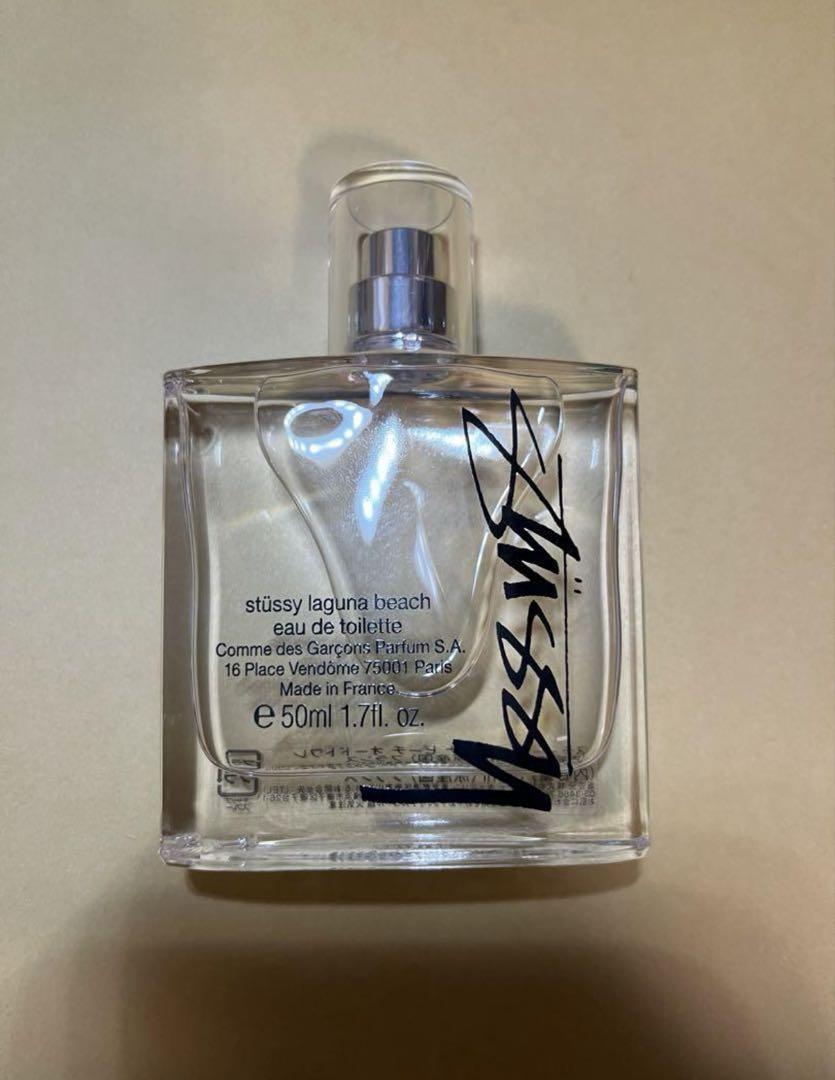 stüssy laguna beach
eau de toilette
Comme des Garçons Parfum S.A.
16 Place Vendôme 75001 Paris
Made in France
e 50ml 1.7fl. oz.
Stüssy